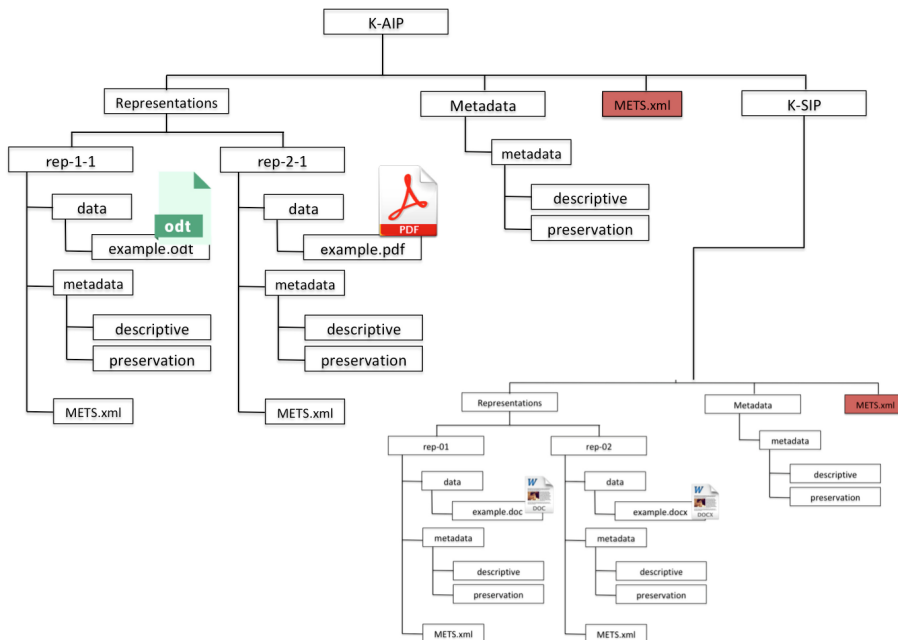 K-AIP
Representations
Metadata
METS.xml
K-SIP
rep-1-1
rep-2-1
metadata
descriptive
preservation
data
odt
example.odt
data
PDF
example.pdf
metadata
descriptive
preservation
METS.xml
metadata
descriptive
preservation
METS.xml
Representations
Metadata
METS.xml
rep-01
rep-02
metadata
descriptive
preservation
data
W
DOC
example.doc
data
W
DOCX
example.docx
metadata
descriptive
preservation
METS.xml
metadata
descriptive
preservation
METS.xml